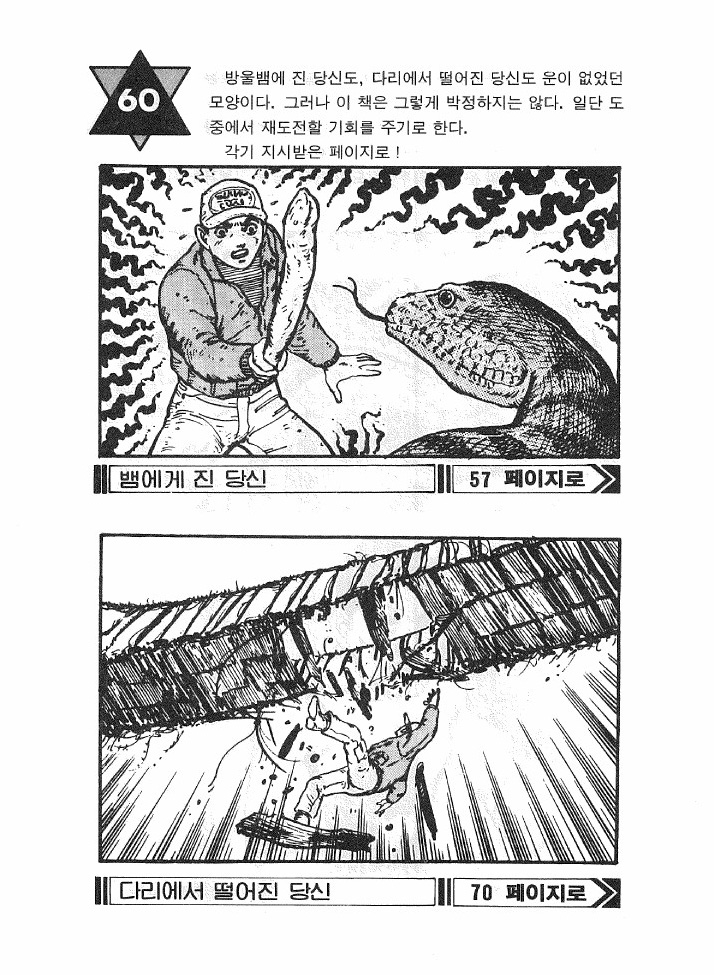 60
방울뱀에 진 당신도, 다리에서 떨어진 당신도 운이 없었던
모양이다. 그러나 이 책은 그렇게 박정하지는 않다. 일단 도
중에서 재도전할 기회를 주기로 한다.
각기 지시받은 페이지로 !
뱀에게 진 당신
57 페이지로
다리에서 떨어진 당신
70 페이지로